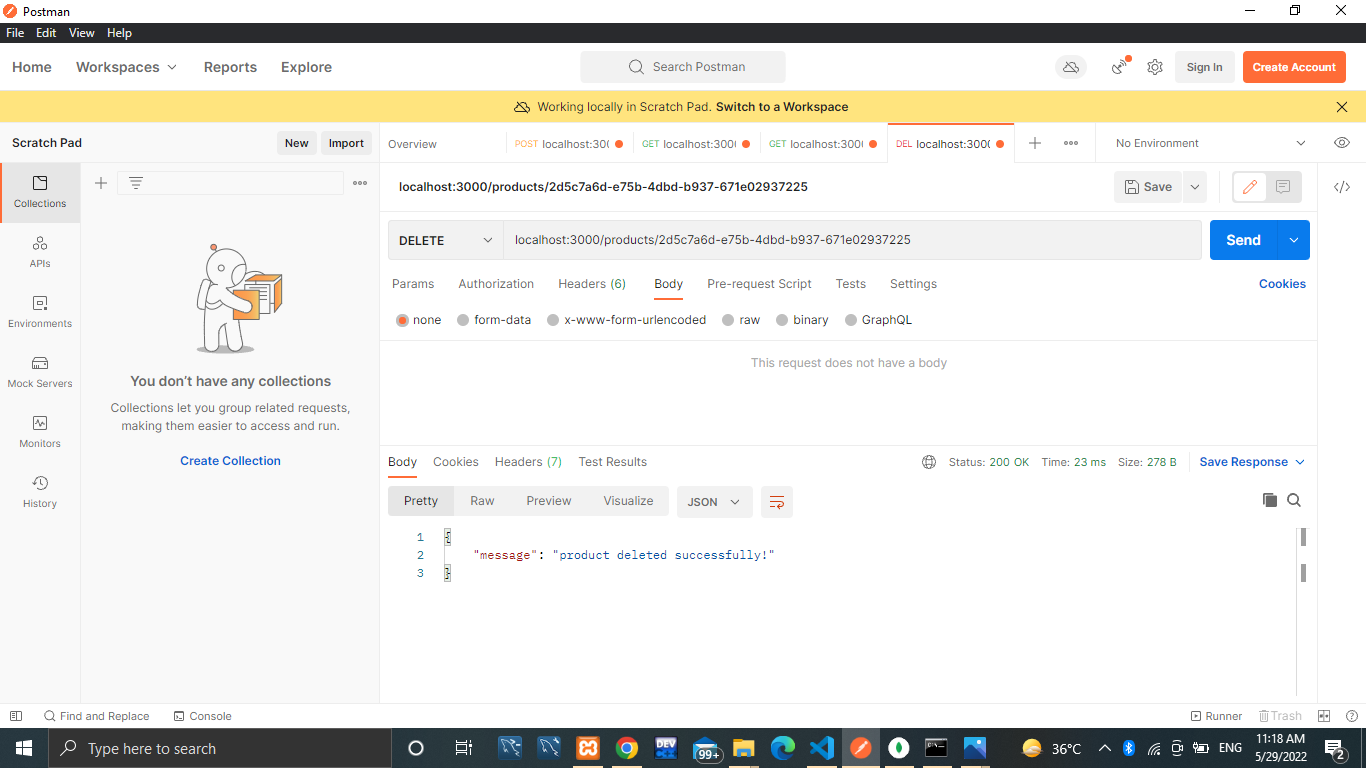 Postman
File Edit View Help
Home Workspaces Reports Explore Search Postman Sign In Create Account
Working locally in Scratch Pad. Switch to a Workspace
Scratch Pad New Import
Overview POST localhost:300 GET localhost:300 GET localhost:300 DEL localhost:3000 No Environment
localhost:3000/products/2d5c7a6d-e75b-4dbd-b937-671e02937225 Save
DELETE localhost:3000/products/2d5c7a6d-e75b-4dbd-b937-671e02937225 Send
Params Authorization Headers (6) Body Pre-request Script Tests Settings Cookies
none form-data x-www-form-urlencoded raw binary GraphQL
This request does not have a body
Collections
APIs
Environments
Mock Servers
Monitors
History
You don't have any collections
Collections let you group related requests,
making them easier to access and run.
Create Collection
Body Cookies Headers (7) Test Results Status: 200 OK Time: 23 ms Size: 278 B Save Response
Pretty Raw Preview Visualize JSON
1 {
2 "message": "product deleted successfully!"
3 }
Find and Replace Console Runner Trash
Type here to search DEV 99+ 36°C ENG 11:18 AM
5/29/2022 2